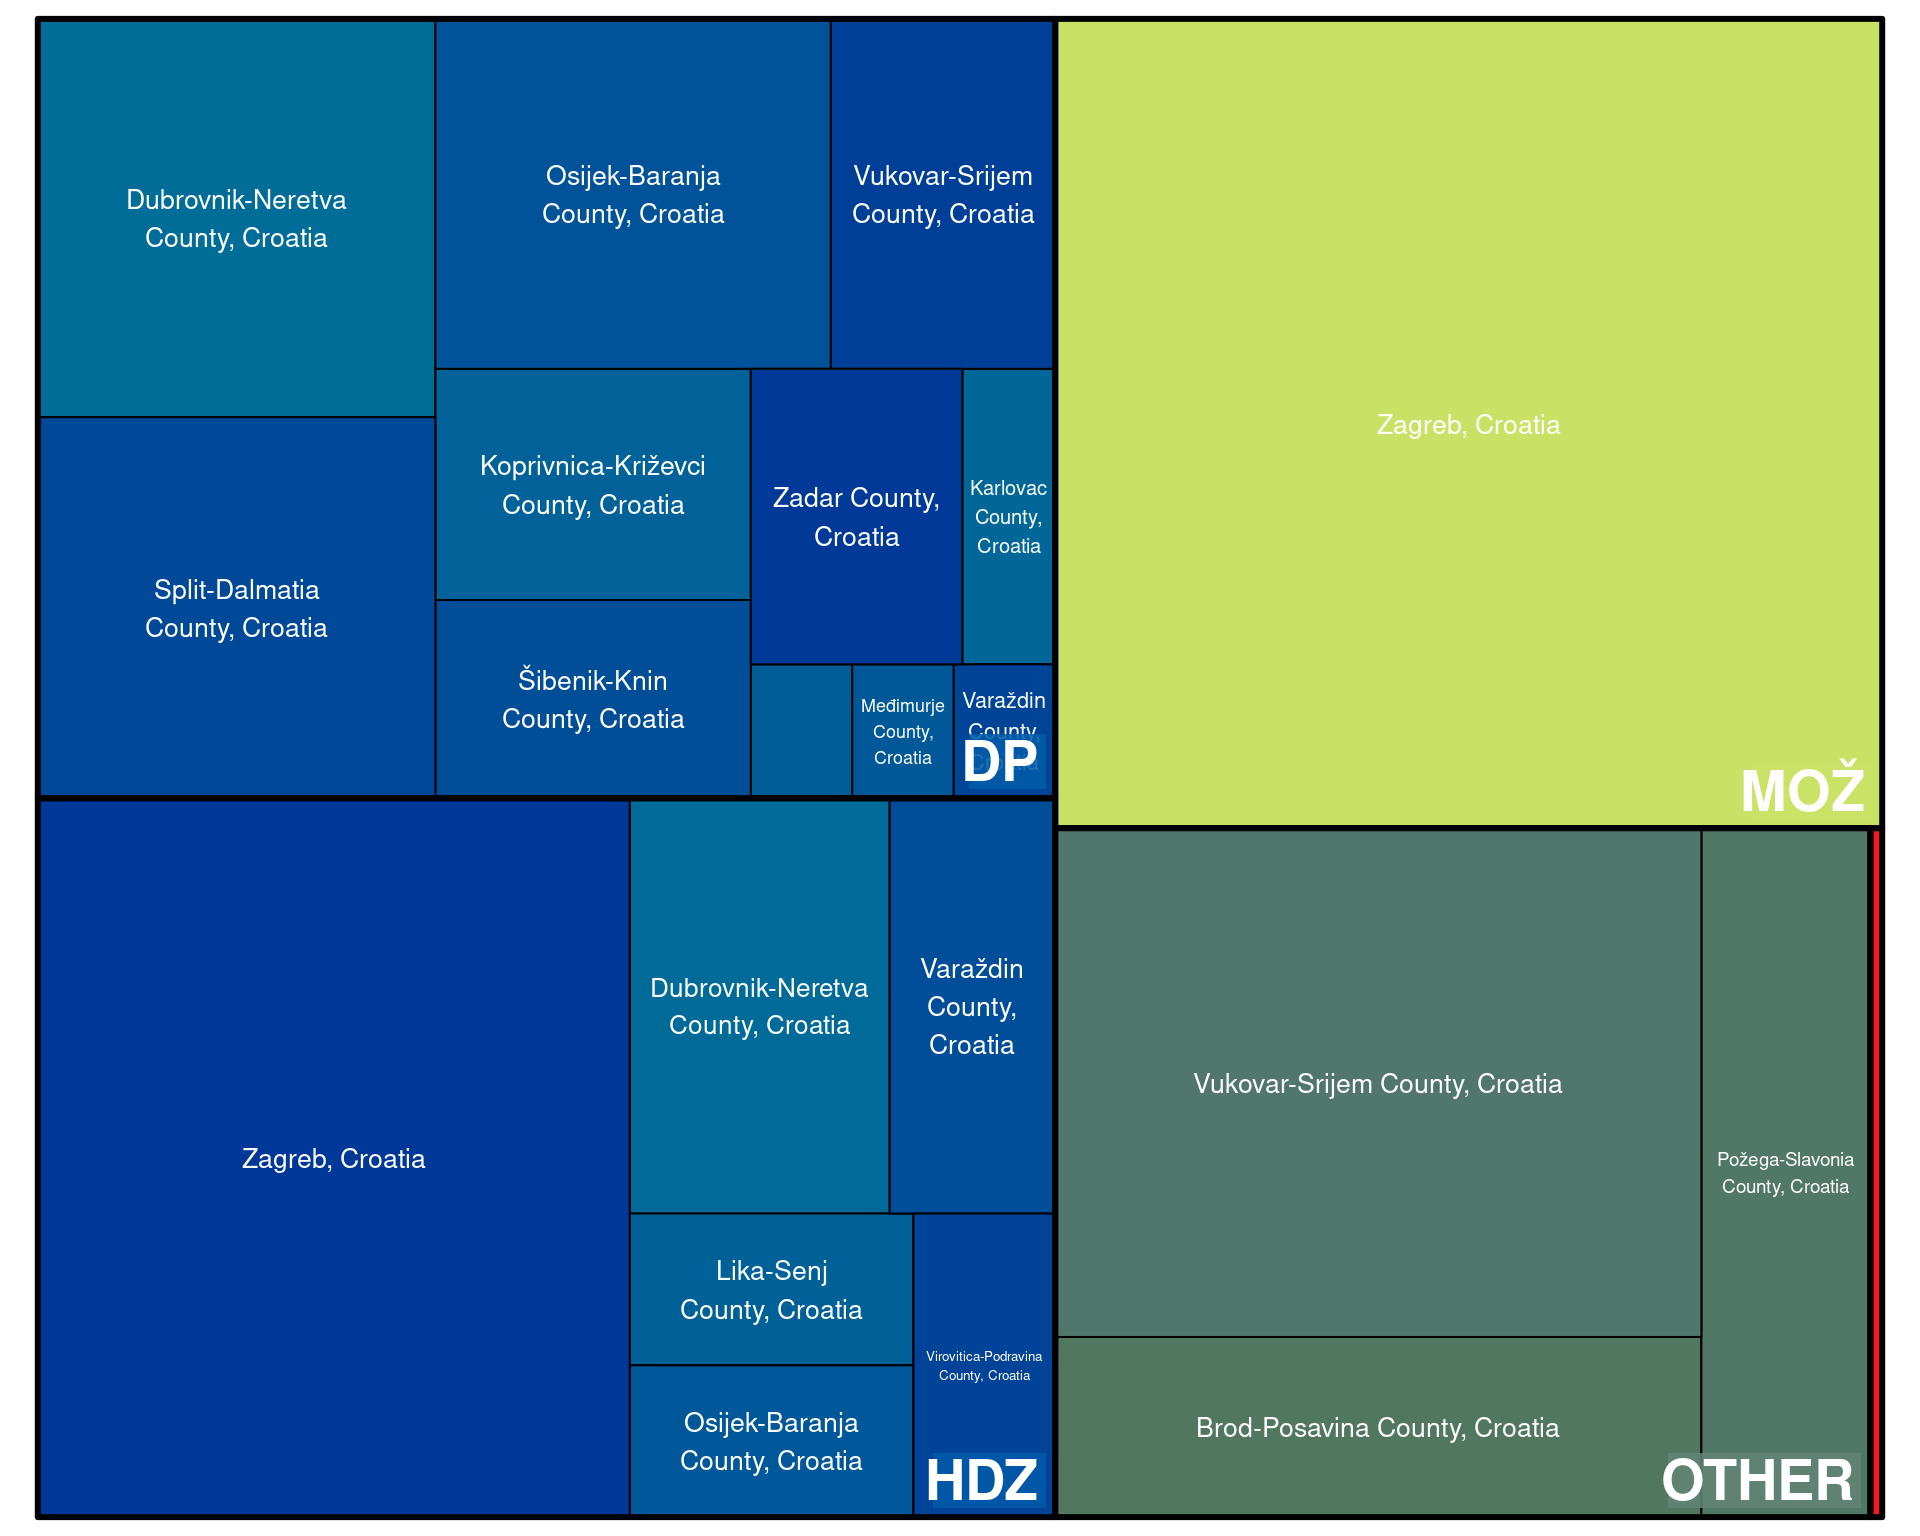 Dubrovnik-Neretva
County, Croatia
Osijek-Baranja
County, Croatia
Vukovar-Srijem
County, Croatia
Split-Dalmatia
County, Croatia
Koprivnica-Križevci
County, Croatia
Šibenik-Knin
County, Croatia
Zadar County,
Croatia
Karlovac
County,
Croatia
Međimurje
County,
Croatia
Varaždin
County,
Croatia
DP
Zagreb, Croatia
MOŽ
Zagreb, Croatia
Dubrovnik-Neretva
County, Croatia
Varaždin
County,
Croatia
Lika-Senj
County, Croatia
Osijek-Baranja
County, Croatia
Virovitica-Podravina
County, Croatia
HDZ
Vukovar-Srijem County, Croatia
Požega-Slavonia
County, Croatia
Brod-Posavina County, Croatia
OTHER